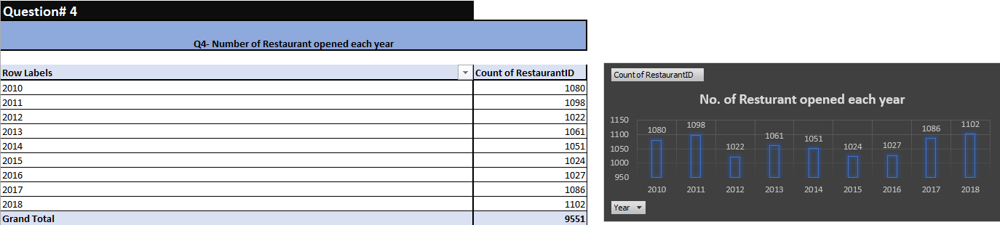 Question# 4
Q4- Number of Restaurant opened each year
Row Labels Count of RestaurantID
2010 1080
2011 1098
2012 1022
2013 1061
2014 1051
2015 1024
2016 1027
2017 1086
2018 1102
Grand Total 9551
Count of RestaurantID
No. of Resturant opened each year
1150
1100
1050
1000
950
1080 1098 1022 1061 1051 1024 1027 1086 1102
2010 2011 2012 2013 2014 2015 2016 2017 2018
Year